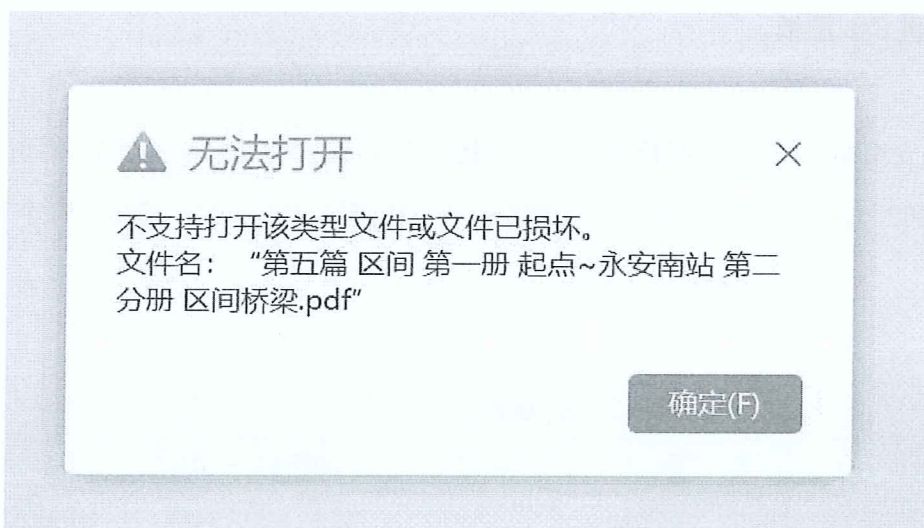 无法打开
不支持打开该类型文件或文件已损坏。
文件名： “第五篇 区间 第一册 起点~永安南站 第二
分册 区间桥梁.pdf”
确定(F)